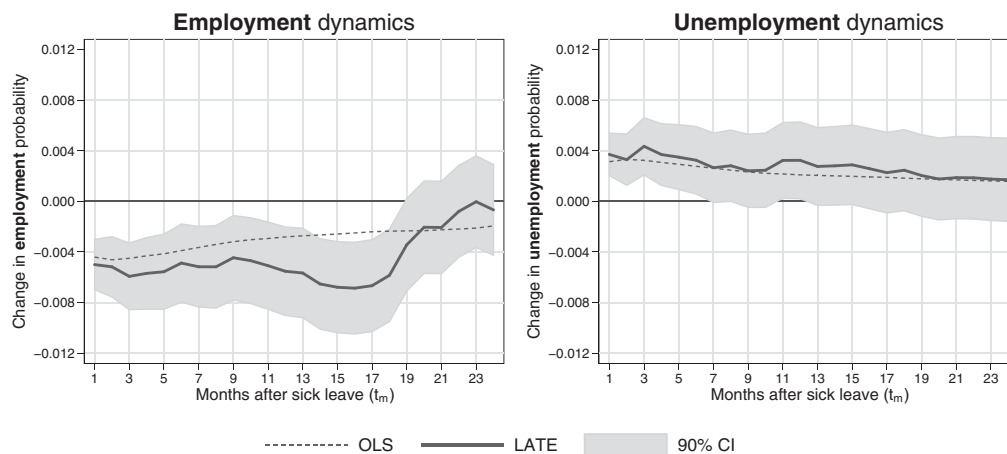 Employment dynamics
Change in employment probability
0.012
0.008
0.004
0.000
−0.004
−0.008
−0.012
1 3 5 7 9 11 13 15 17 19 21 23
Months after sick leave (tm)
Unemployment dynamics
Change in unemployment probability
0.012
0.008
0.004
0.000
−0.004
−0.008
−0.012
1 3 5 7 9 11 13 15 17 19 21 23
Months after sick leave (tm)
OLS LATE 90% CI